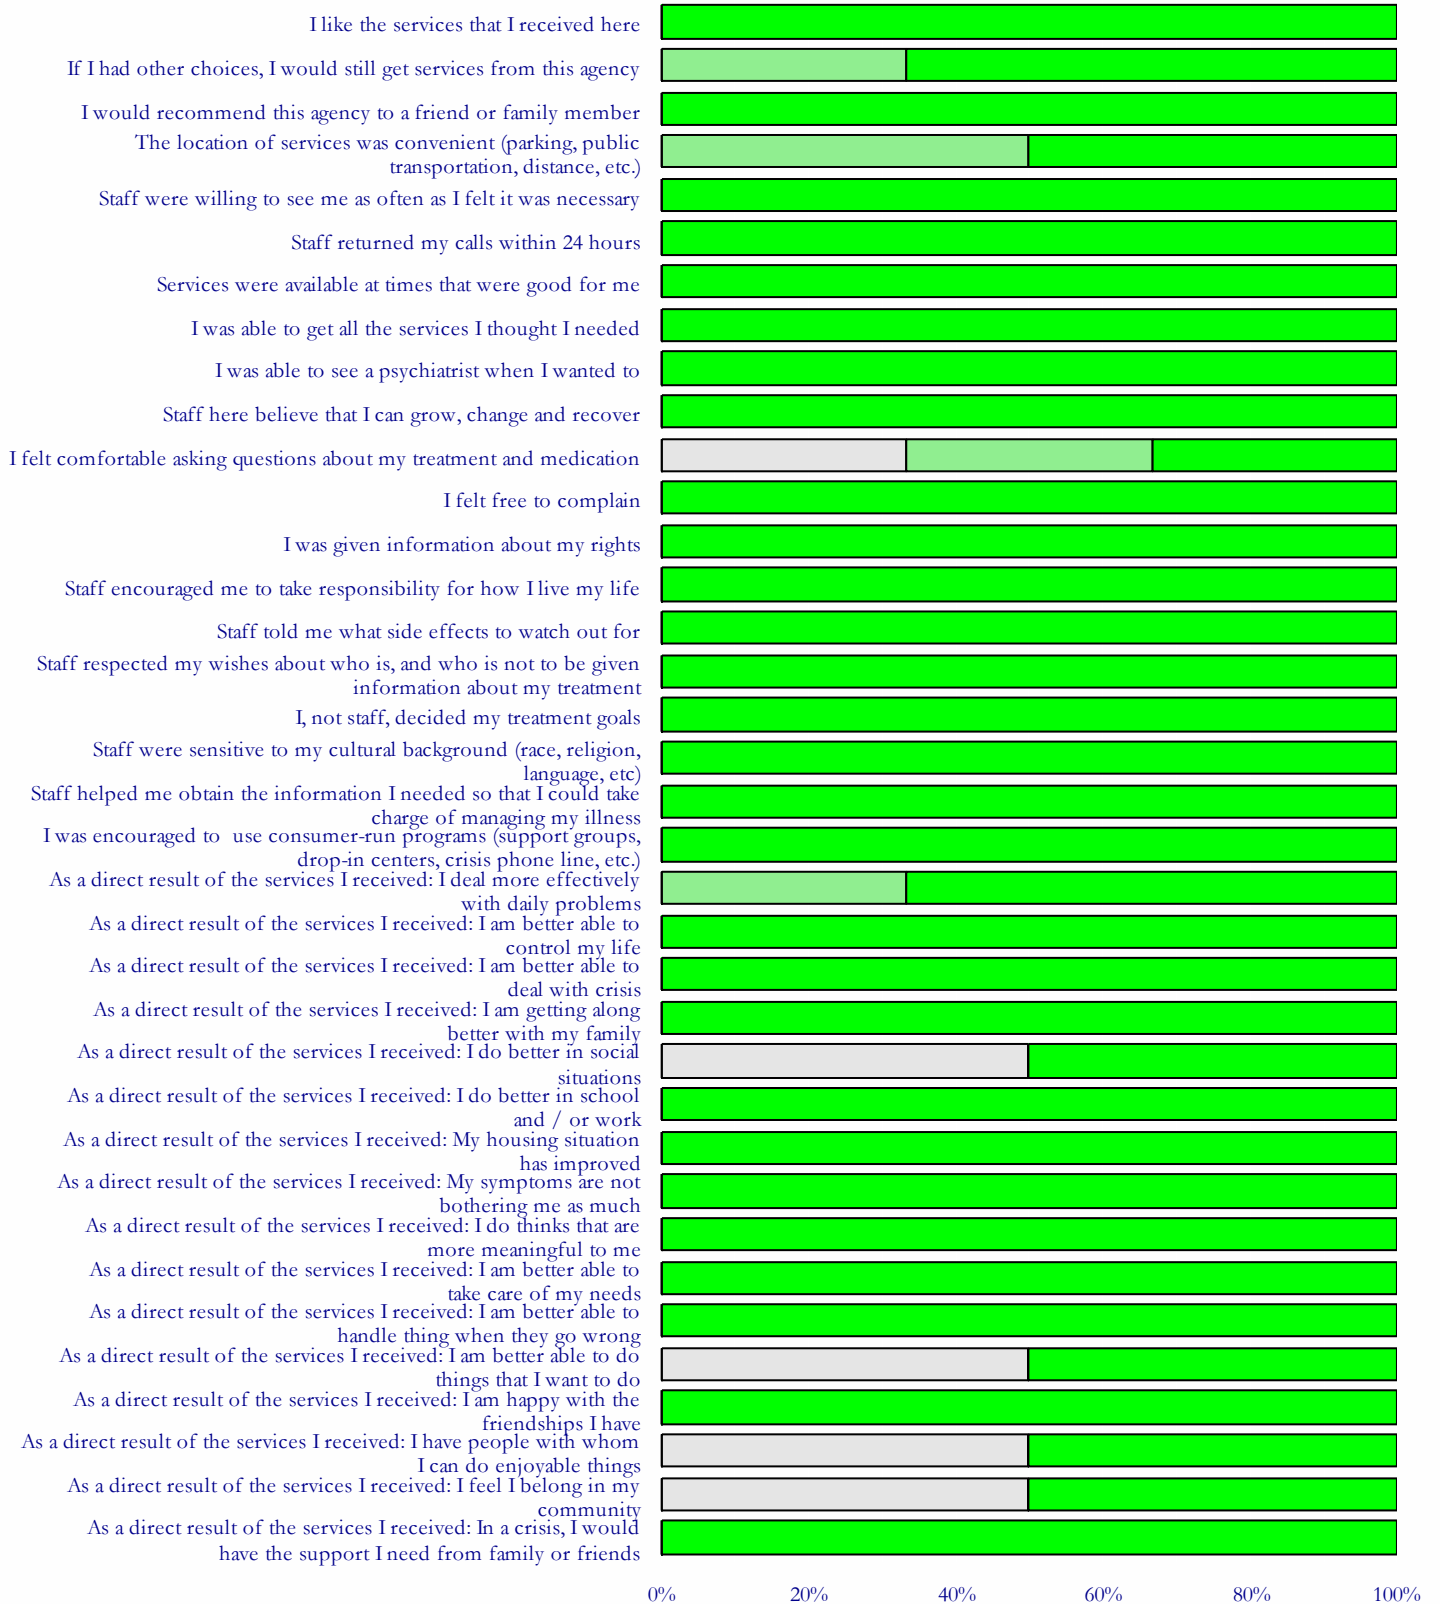 I like the services that I received here
If I had other choices, I would still get services from this agency
I would recommend this agency to a friend or family member
The location of services was convenient (parking, public
transportation, distance, etc.)
Staff were willing to see me as often as I felt it was necessary
Staff returned my calls within 24 hours
Services were available at times that were good for me
I was able to get all the services I thought I needed
I was able to see a psychiatrist when I wanted to
Staff here believe that I can grow, change and recover
I felt comfortable asking questions about my treatment and medication
I felt free to complain
I was given information about my rights
Staff encouraged me to take responsibility for how I live my life
Staff told me what side effects to watch out for
Staff respected my wishes about who is, and who is not to be given
information about my treatment
I, not staff, decided my treatment goals
Staff were sensitive to my cultural background (race, religion,
language, etc)
Staff helped me obtain the information I needed so that I could take
charge of managing my illness
I was encouraged to use consumer-run programs (support groups,
drop-in centers, crisis phone line, etc.)
As a direct result of the services I received: I deal more effectively
with daily problems
As a direct result of the services I received: I am better able to
control my life
As a direct result of the services I received: I am better able to
deal with crisis
As a direct result of the services I received: I am getting along
better with my family
As a direct result of the services I received: I do better in social
situations
As a direct result of the services I received: I do better in school
and / or work
As a direct result of the services I received: My housing situation
has improved
As a direct result of the services I received: My symptoms are not
bothering me as much
As a direct result of the services I received: I do thinks that are
more meaningful to me
As a direct result of the services I received: I am better able to
take care of my needs
As a direct result of the services I received: I am better able to
handle thing when they go wrong
As a direct result of the services I received: I am better able to do
things that I want to do
As a direct result of the services I received: I am happy with the
friendships I have
As a direct result of the services I received: I have people with whom
I can do enjoyable things
As a direct result of the services I received: I feel I belong in my
community
As a direct result of the services I received: In a crisis, I would
have the support I need from family or friends
0% 20% 40% 60% 80% 100%